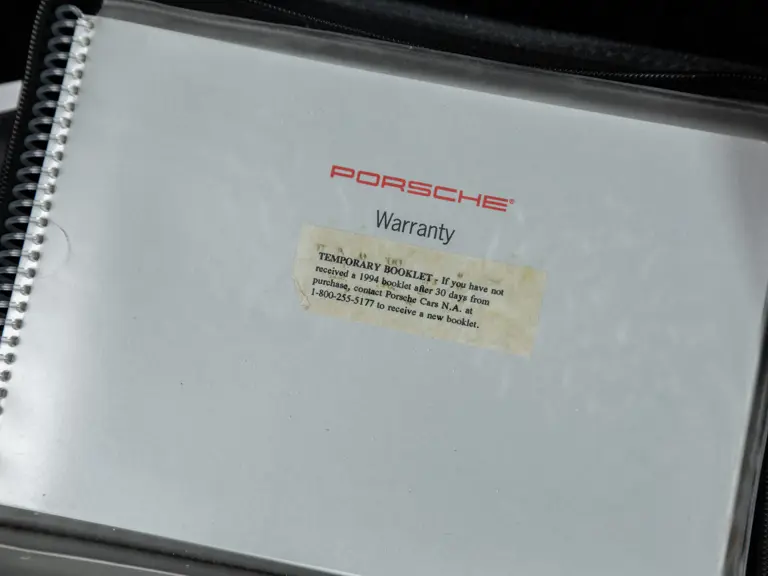 PORSCHE®
Warranty
TEMPORARY BOOKLET - If you have not
received a 1994 booklet after 30 days from
purchase, contact Porsche Cars N.A. at
1-800-255-5177 to receive a new booklet.